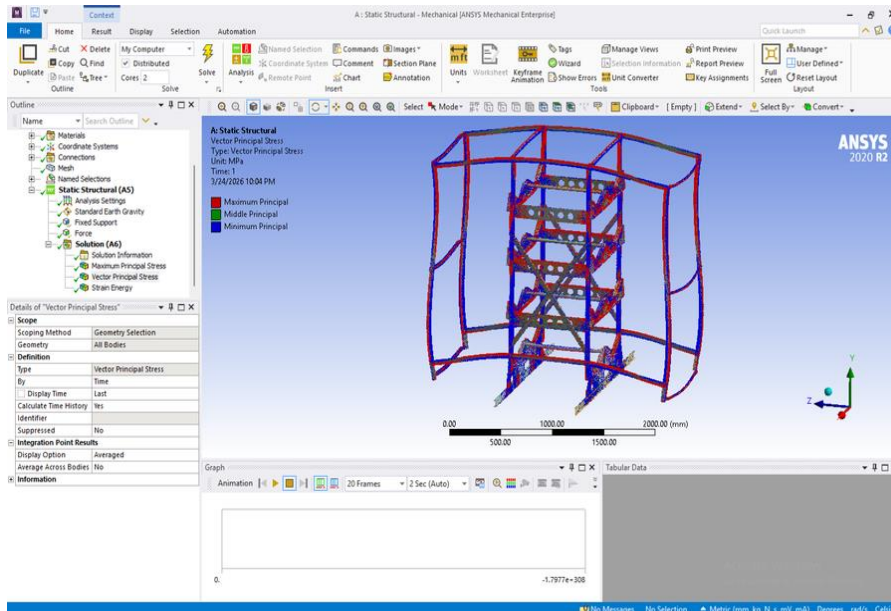 Context
A : Static Structural - Mechanical [ANSYS Mechanical Enterprise]
File Home Result Display Selection Automation
Quick Launch
Duplicate
Cut
Delete
Copy
Find
Paste
Tree
Outline
My Computer
Distributed
Cores 2
Solve
Solve
Analysis
Named Selection
Coordinate System
Remote Point
Commands
Comment
Chart
Images
Section Plane
Annotation
Insert
Units
Worksheet
Keyframe
Animation
Tags
Wizard
Show Errors
Manage Views
Selection Information
Unit Converter
Print Preview
Report Preview
Key Assignments
Tools
Full
Screen
Manage
User Defined
Reset Layout
Layout
Outline
Name
Search Outline
Select Mode
Clipboard [ Empty ] Extend Select By Convert
Materials
Coordinate Systems
Connections
Mesh
Named Selections
Static Structural (A5)
Analysis Settings
Standard Earth Gravity
Fixed Support
Force
Solution (A6)
Solution Information
Maximum Principal Stress
Vector Principal Stress
Strain Energy
Details of "Vector Principal Stress"
Scope
Scoping Method Geometry Selection
Geometry All Bodies
Definition
Type Vector Principal Stress
By Time
Display Time Last
Calculate Time History Yes
Identifier
Suppressed No
Integration Point Results
Display Option Averaged
Average Across Bodies No
Information
A: Static Structural
Vector Principal Stress
Type: Vector Principal Stress
Unit: MPa
Time: 1
3/24/2026 10:04 PM
Maximum Principal
Middle Principal
Minimum Principal
ANSYS
2020 R2
Y
Z
0.00 1000.00 2000.00 (mm)
500.00 1500.00
Graph
Animation 20 Frames 2 Sec (Auto)
0. -1.7977e+308
Tabular Data
No Messages No Selection Metric (mm, kg, N, s, mV, mA) Degrees rad/s Celsi